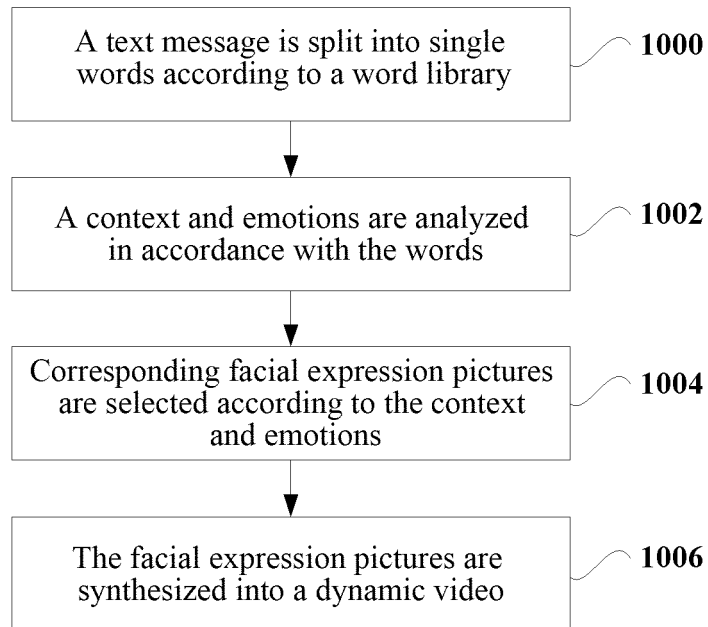 A text message is split into single
words according to a word library
1000
A context and emotions are analyzed
in accordance with the words
1002
Corresponding facial expression pictures
are selected according to the context
and emotions
1004
The facial expression pictures are
synthesized into a dynamic video
1006